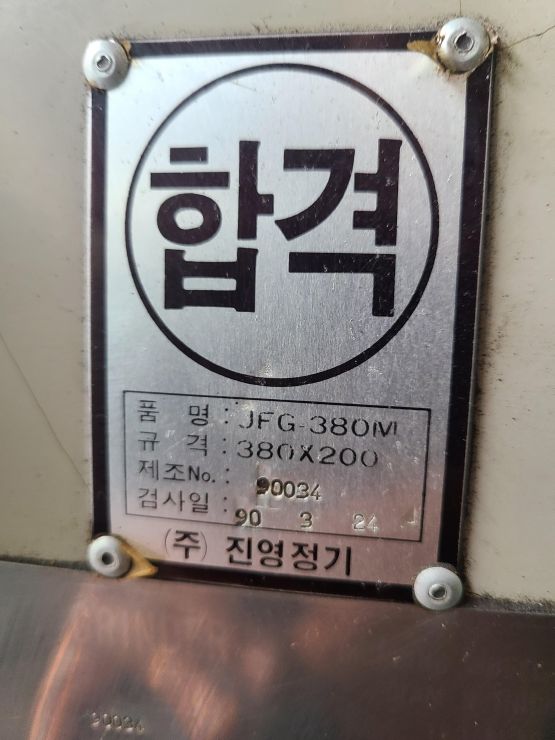 합격
품 명 : JFG-380M
규 격 : 380X200
제조No. : 90034
검사일 : 90 3 24
(주) 진영정기
90034